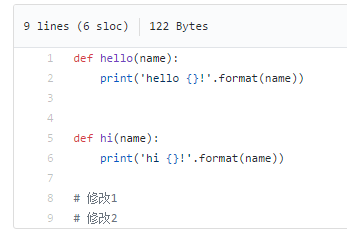 9 lines (6 sloc) 122 Bytes
1 def hello(name):
2     print('hello {}!'.format(name))
3
4
5 def hi(name):
6     print('hi {}!'.format(name))
7
8 # 修改1
9 # 修改2